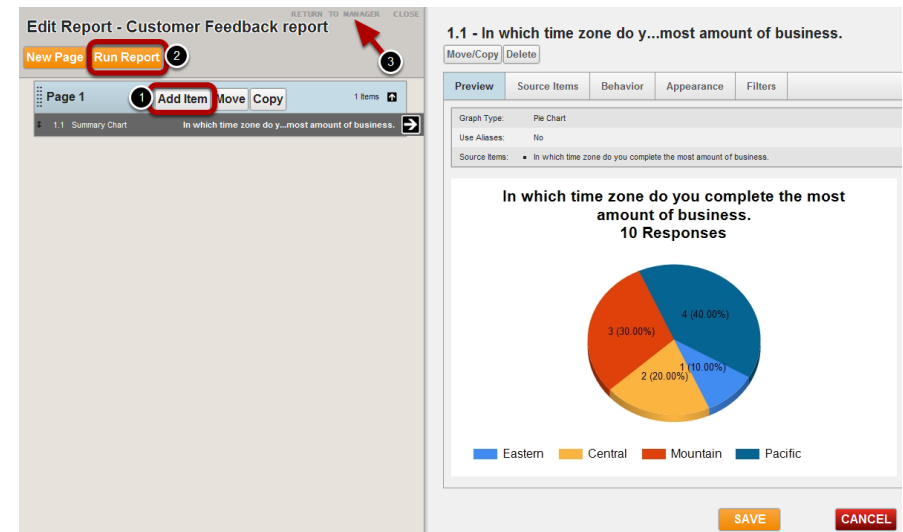 RETURN TO MANAGER CLOSE
Edit Report - Customer Feedback report
New Page Run Report 2
3
Page 1 1 Add Item Move Copy 1 Items
1.1 Summary Chart In which time zone do y...most amount of business.
1.1 - In which time zone do y...most amount of business.
Move/Copy Delete
Preview Source Items Behavior Appearance Filters
Graph Type: Pie Chart
Use Aliases: No
Source Items: ▪ In which time zone do you complete the most amount of business.
In which time zone do you complete the most
amount of business.
10 Responses
4 (40.00%)
3 (30.00%)
1 (10.00%)
2 (20.00%)
Eastern Central Mountain Pacific
SAVE CANCEL